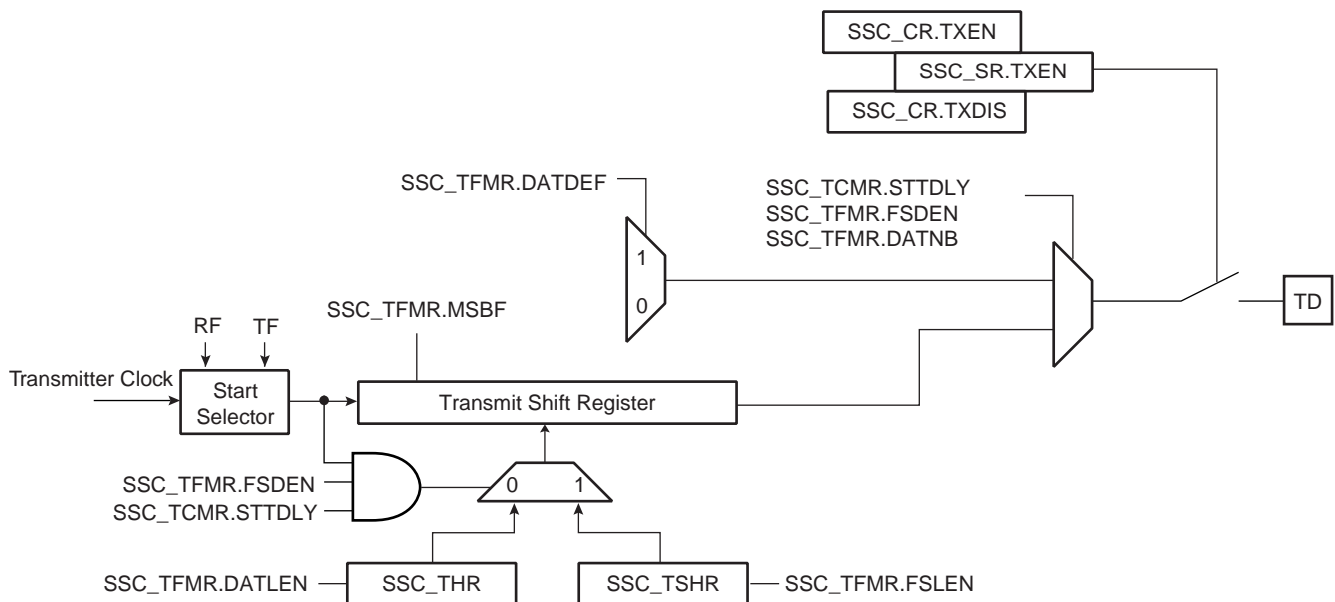 SSC_CR.TXEN
SSC_SR.TXEN
SSC_CR.TXDIS
SSC_TFMR.DATDEF
SSC_TCMR.STTDLY
SSC_TFMR.FSDEN
SSC_TFMR.DATNB
1
0
TD
SSC_TFMR.MSBF
RF TF
Transmitter Clock
Start
Selector
Transmit Shift Register
SSC_TFMR.FSDEN
SSC_TCMR.STTDLY
0 1
SSC_TFMR.DATLEN
SSC_THR
SSC_TSHR
SSC_TFMR.FSLEN